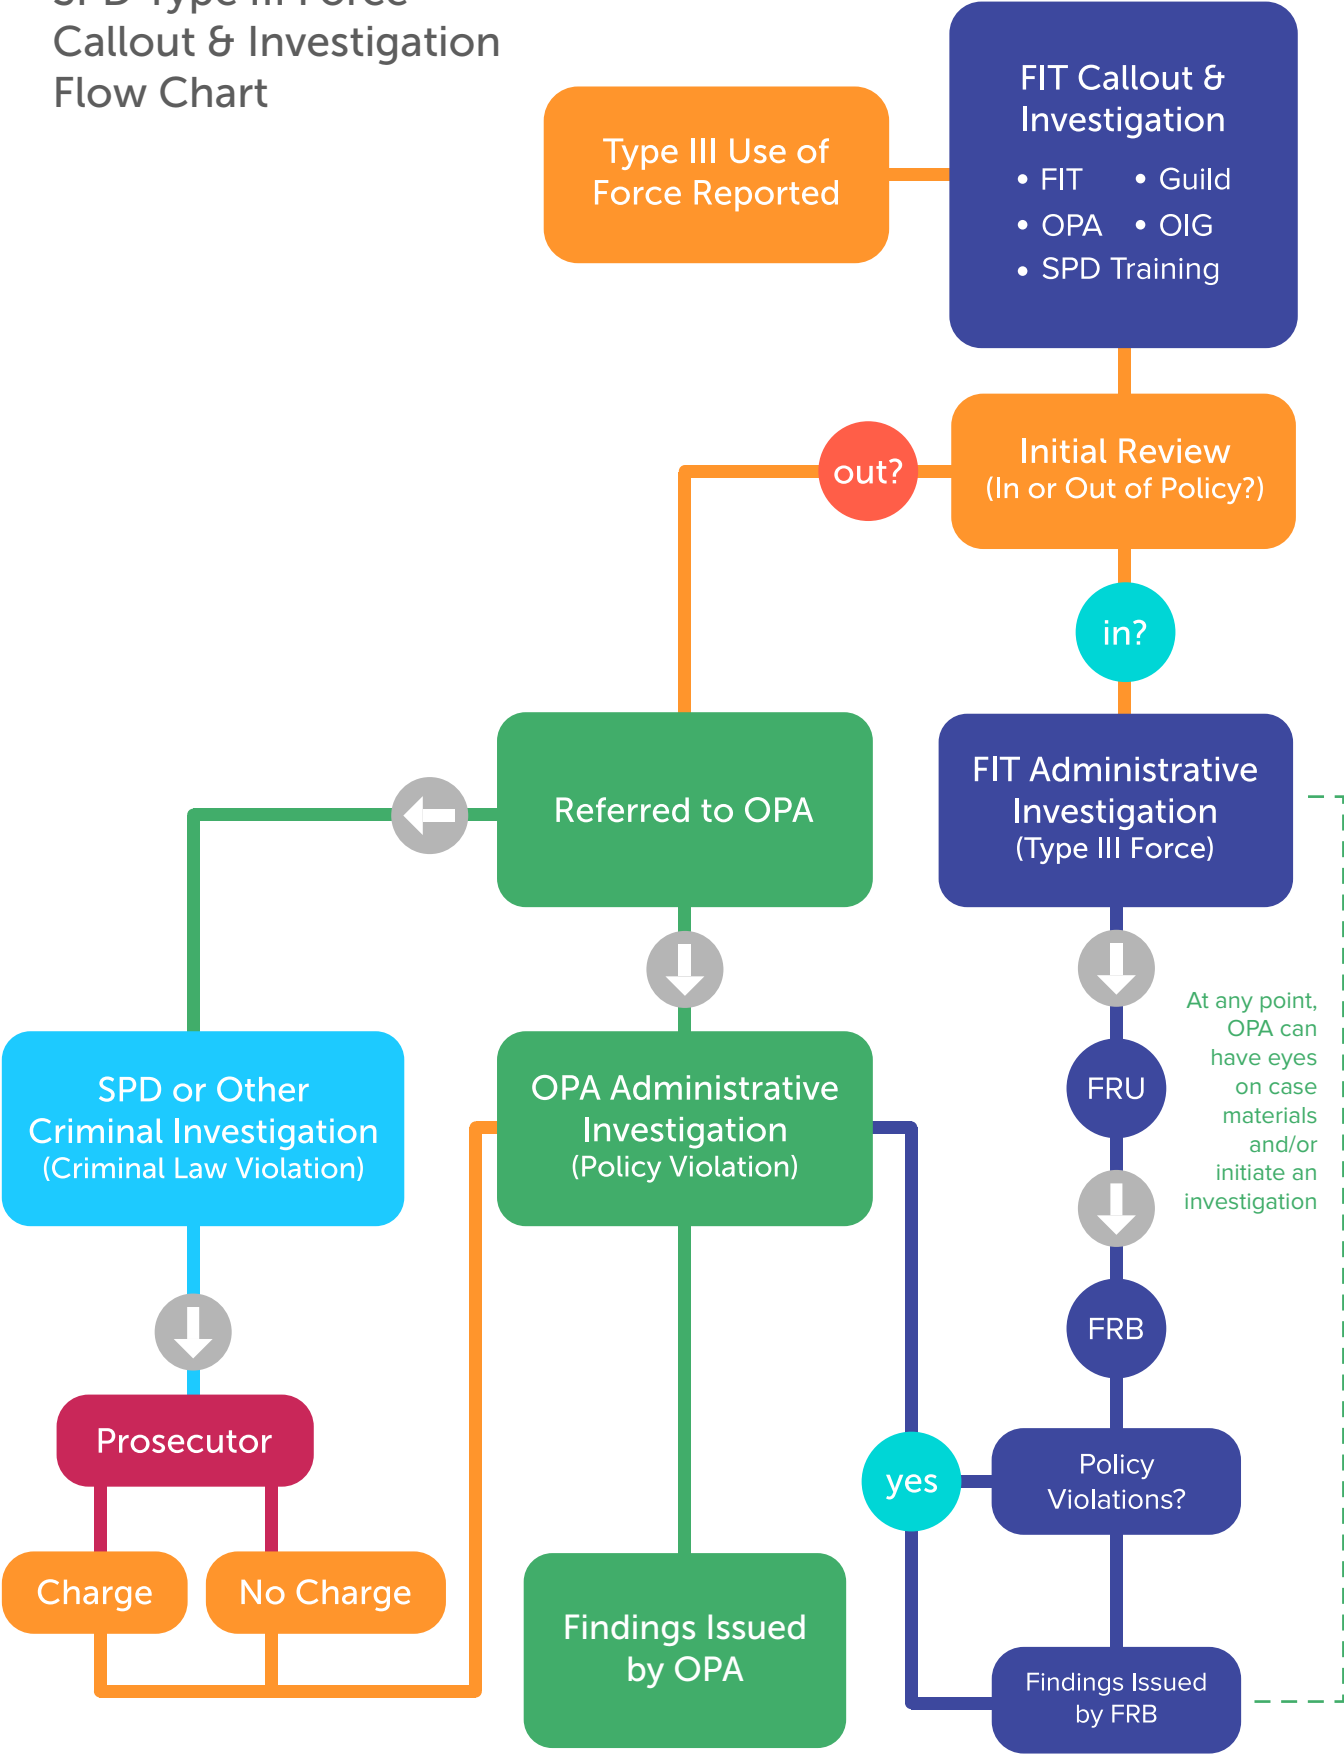 SPD Type III Force
Callout & Investigation
Flow Chart
Type III Use of
Force Reported
FIT Callout &
Investigation
• FIT • Guild
• OPA • OIG
• SPD Training
Initial Review
(In or Out of Policy?)
out?
in?
Referred to OPA
FIT Administrative
Investigation
(Type III Force)
At any point,
OPA can
have eyes
on case
materials
and/or
initiate an
investigation
SPD or Other
Criminal Investigation
(Criminal Law Violation)
OPA Administrative
Investigation
(Policy Violation)
FRU
FRB
Prosecutor
Charge
No Charge
yes
Policy
Violations?
Findings Issued
by OPA
Findings Issued
by FRB